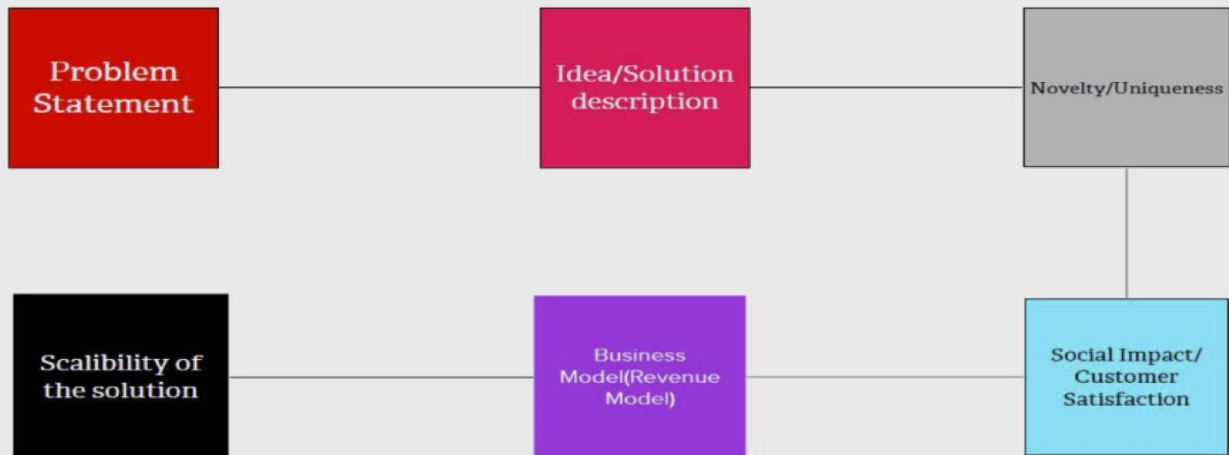 Problem
Statement
Idea/Solution
description
Novelty/Uniqueness
Scalibility of
the solution
Business
Model(Revenue
Model)
Social Impact/
Customer
Satisfaction